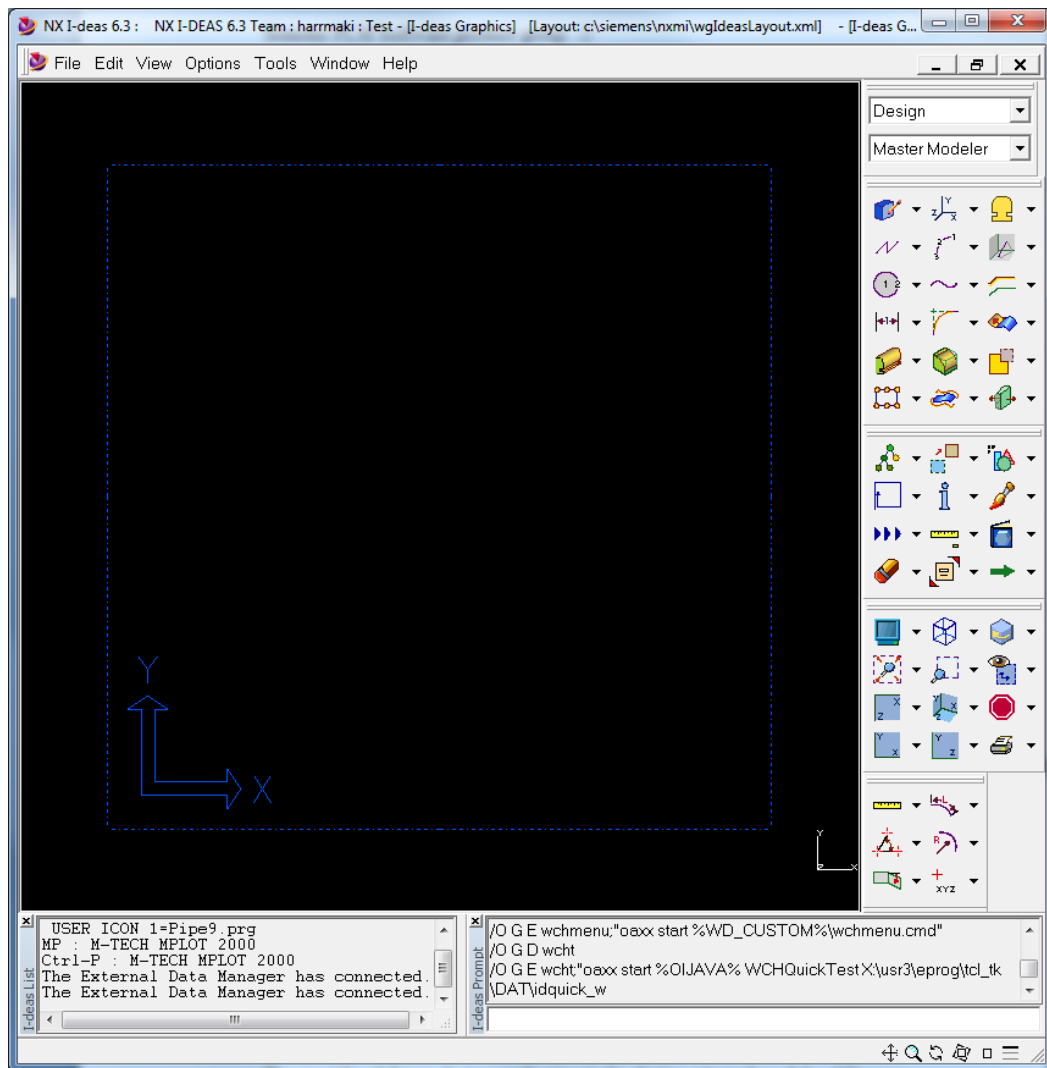 NX I-deas 6.3 :    NX I-DEAS 6.3 Team : harrmaki : Test - [I-deas Graphics]   [Layout: c:\siemens\nxmi\wgIdeasLayout.xml]    - [I-deas G...
File Edit View Options Tools Window Help
Design
Master Modeler
Y
X
Y
X
Z
USER ICON 1=Pipe9.prg
MP : M-TECH MPLOT 2000
Ctrl-P : M-TECH MPLOT 2000
The External Data Manager has connected.
The External Data Manager has connected.
I-deas List
/O G E wchmenu;"oaxx start %WD_CUSTOM%\wchmenu.cmd"
/O G D wcht
/O G E wcht;"oaxx start %OIJAVA% WCHQuickTest X:\usr3\eprog\tcl_tk
\DAT\idquick_w
I-deas Prompt